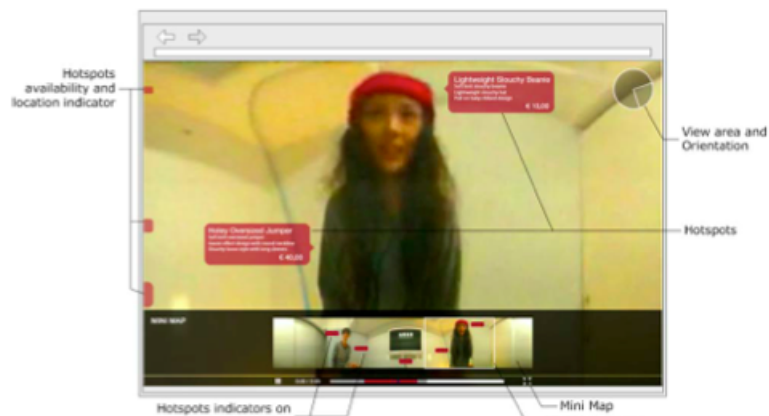 Hotspots
availability and
location indicator
Lightweight Slouchy Beanie
€ 10,00
View area and
Orientation
Holey Oversized Jumper
€ 40,00
Hotspots
MINI MAP
Hotspots indicators on
Mini Map